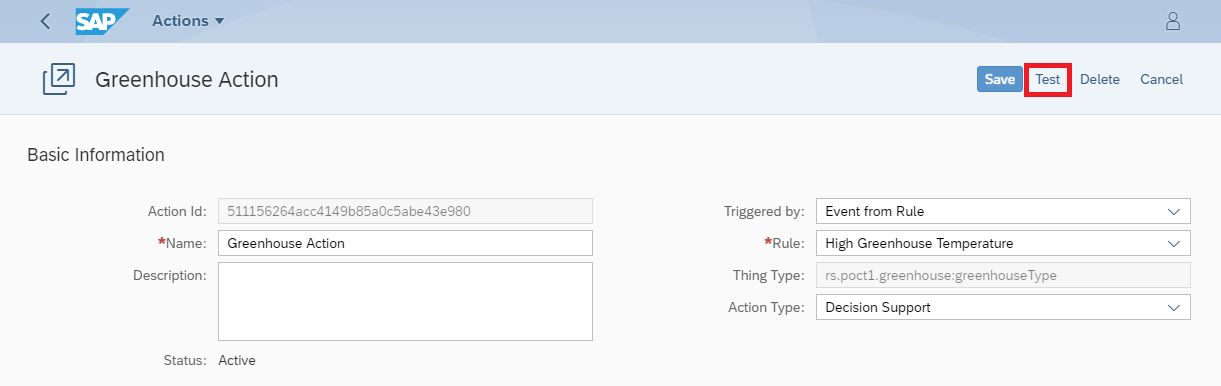 SAP Actions
Greenhouse Action Save Test Delete Cancel
Basic Information
Action Id: 511156264acc4149b85a0c5abe43e980 Triggered by: Event from Rule
*Name: Greenhouse Action *Rule: High Greenhouse Temperature
Description: Thing Type: rs.poct1.greenhouse:greenhouseType
Action Type: Decision Support
Status: Active